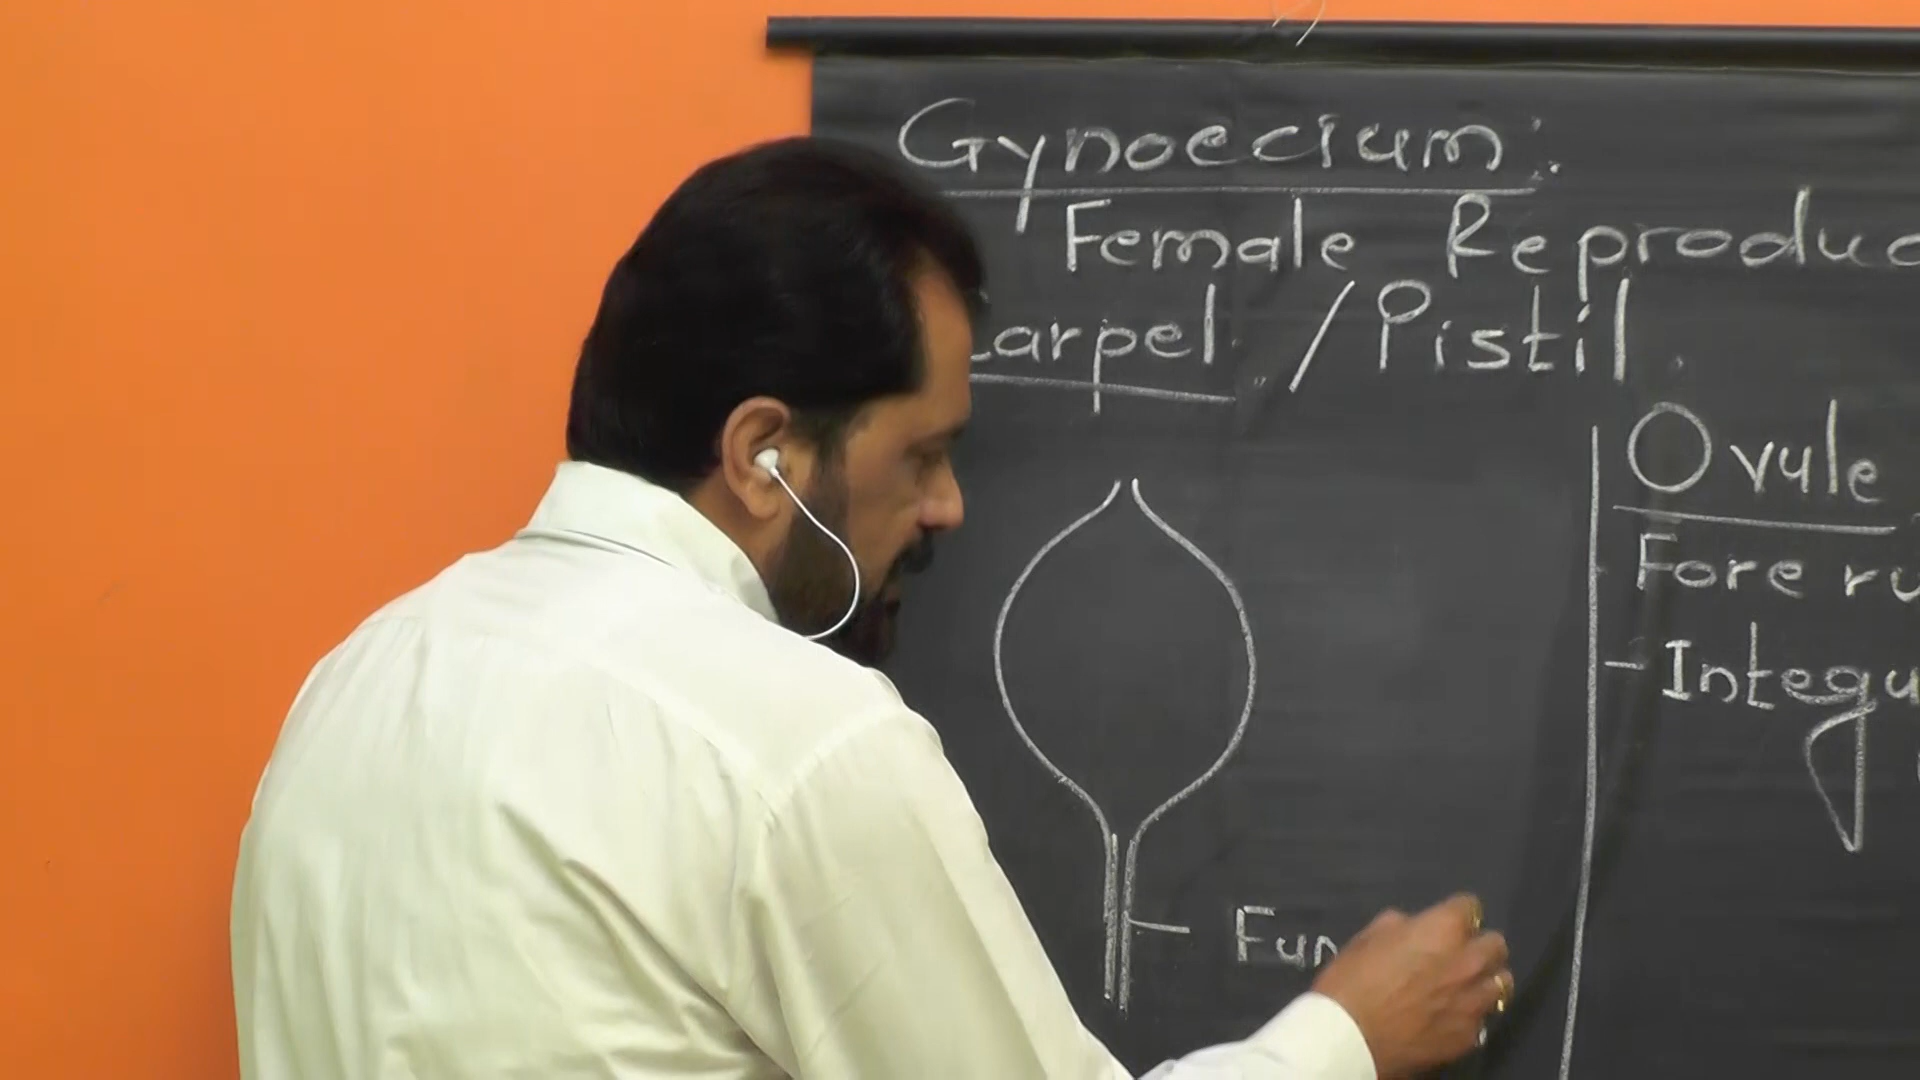 Gynoecium:
Female Reproduc
Carpel / Pistil
Ovule
Fore ru
- Integu
Fun